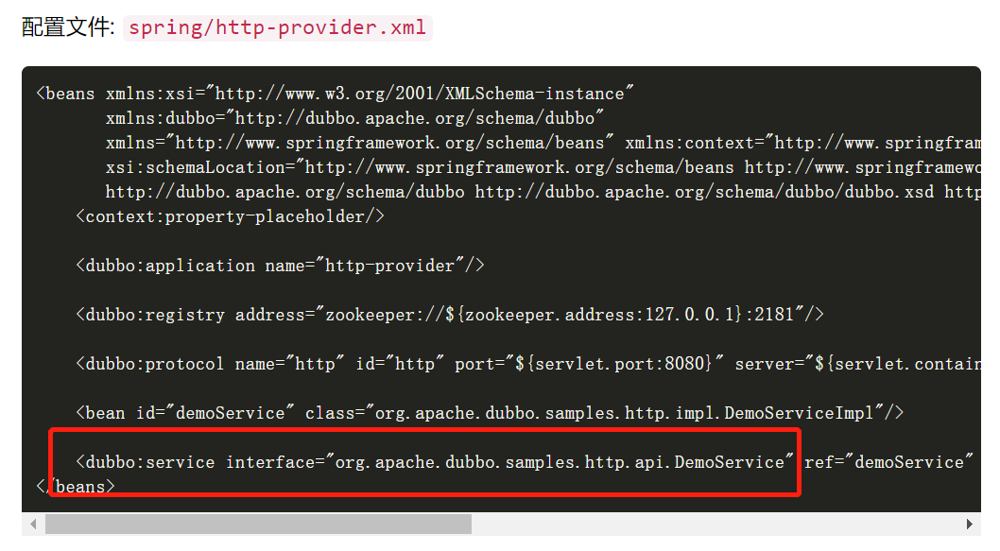 配置文件: spring/http-provider.xml
<beans xmlns:xsi="http://www.w3.org/2001/XMLSchema-instance"
xmlns:dubbo="http://dubbo.apache.org/schema/dubbo"
xmlns="http://www.springframework.org/schema/beans" xmlns:context="http://www.springfram
xsi:schemaLocation="http://www.springframework.org/schema/beans http://www.springframewo
http://dubbo.apache.org/schema/dubbo http://dubbo.apache.org/schema/dubbo/dubbo.xsd http
<context:property-placeholder/>
<dubbo:application name="http-provider"/>
<dubbo:registry address="zookeeper://${zookeeper.address:127.0.0.1}:2181"/>
<dubbo:protocol name="http" id="http" port="${servlet.port:8080}" server="${servlet.contain
<bean id="demoService" class="org.apache.dubbo.samples.http.impl.DemoServiceImpl"/>
<dubbo:service interface="org.apache.dubbo.samples.http.api.DemoService" ref="demoService"
</beans>